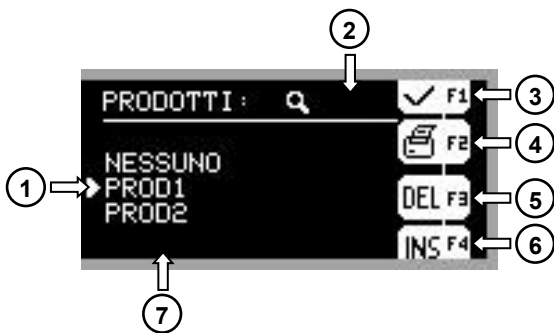 2
PRODOTTI:
F1
3
F2
4
NESSUNO
1
PROD1
DEL F3
5
PROD2
INS F4
6
7